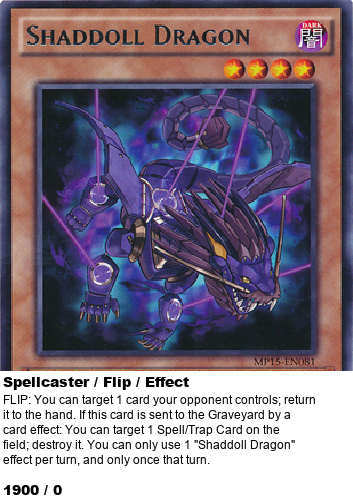 SHADDOLL DRAGON
DARK
闇
MP15-EN081
Spellcaster / Flip / Effect
FLIP: You can target 1 card your opponent controls; return
it to the hand. If this card is sent to the Graveyard by a
card effect: You can target 1 Spell/Trap Card on the
field; destroy it. You can only use 1 "Shaddoll Dragon"
effect per turn, and only once that turn.
1900 / 0